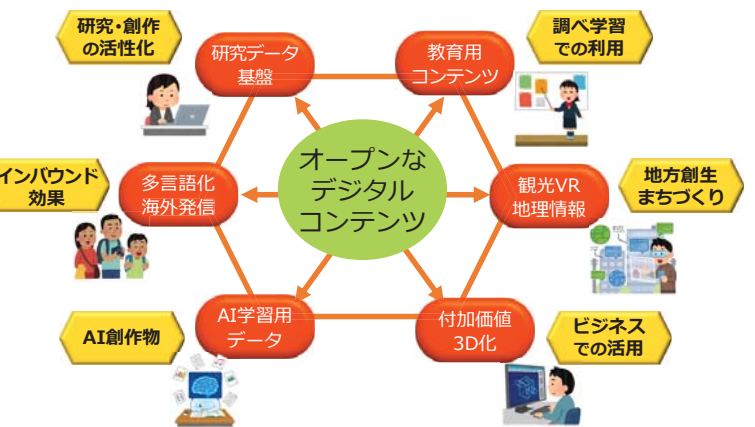 研究・創作
の活性化
研究データ
基盤
教育用
コンテンツ
調べ学習
での利用
インバウンド
効果
多言語化
海外発信
オープンな
デジタル
コンテンツ
観光VR
地理情報
地方創生
まちづくり
AI創作物
AI学習用
データ
付加価値
3D化
ビジネス
での活用